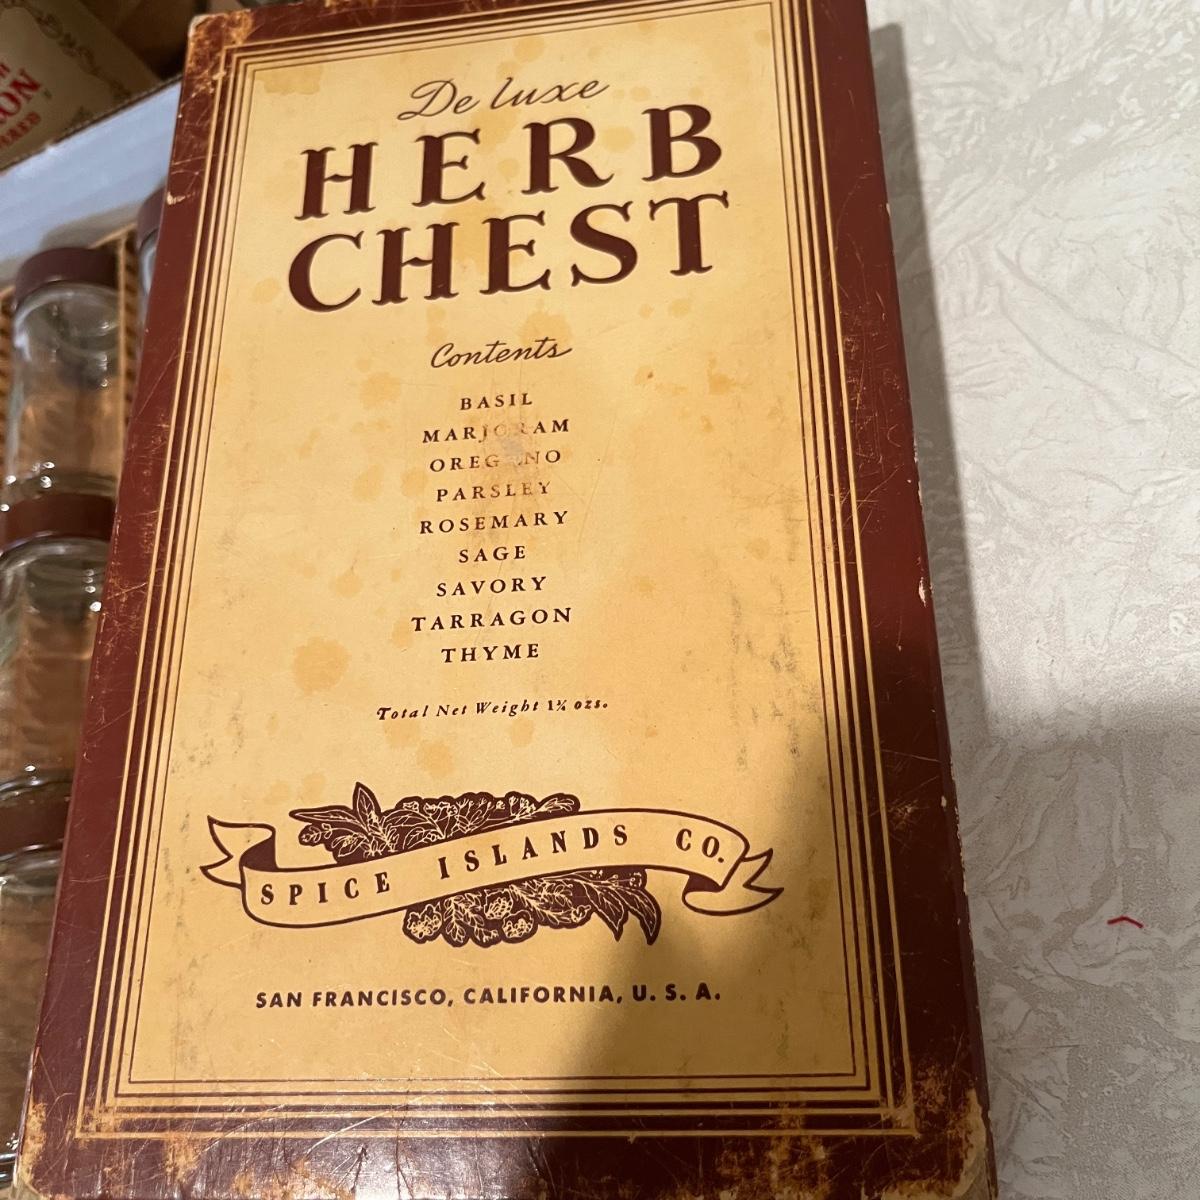 De luxe
HERB
CHEST
Contents
BASIL
MARJORAM
OREGANO
PARSLEY
ROSEMARY
SAGE
SAVORY
TARRAGON
THYME
Total Net Weight 1¾ ozs.
SPICE ISLANDS CO.
SAN FRANCISCO, CALIFORNIA, U. S. A.